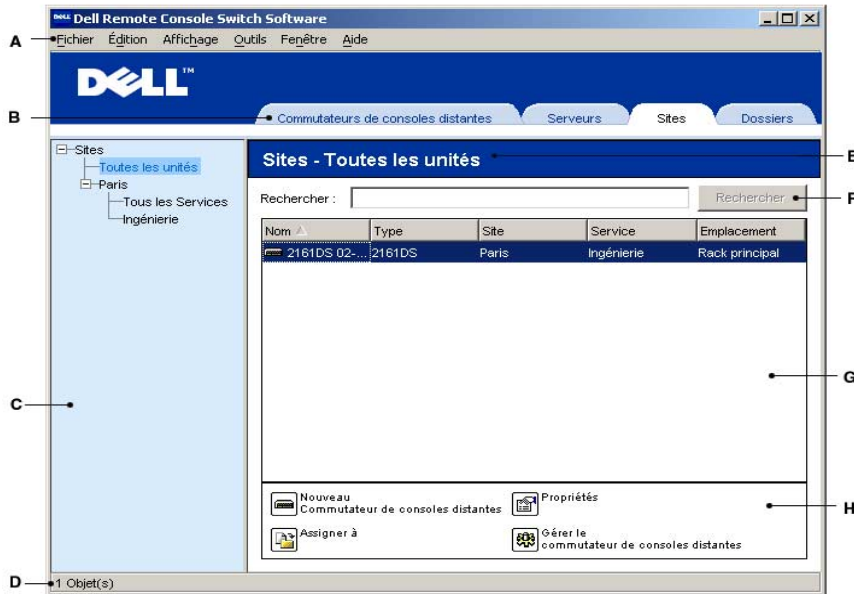 DELL Dell Remote Console Switch Software
A Fichier Édition Affichage Outils Fenêtre Aide
DELL™
B Commutateurs de consoles distantes Serveurs Sites Dossiers
Sites
Toutes les unités
Paris
Tous les Services
Ingénierie
C
Sites - Toutes les unités E
Rechercher : Rechercher F
Nom Type Site Service Emplacement
2161DS 02-... 2161DS Paris Ingénierie Rack principal
G
Nouveau
Commutateur de consoles distantes
Propriétés
H
Assigner à
Gérer le
commutateur de consoles distantes
D 1 Objet(s)